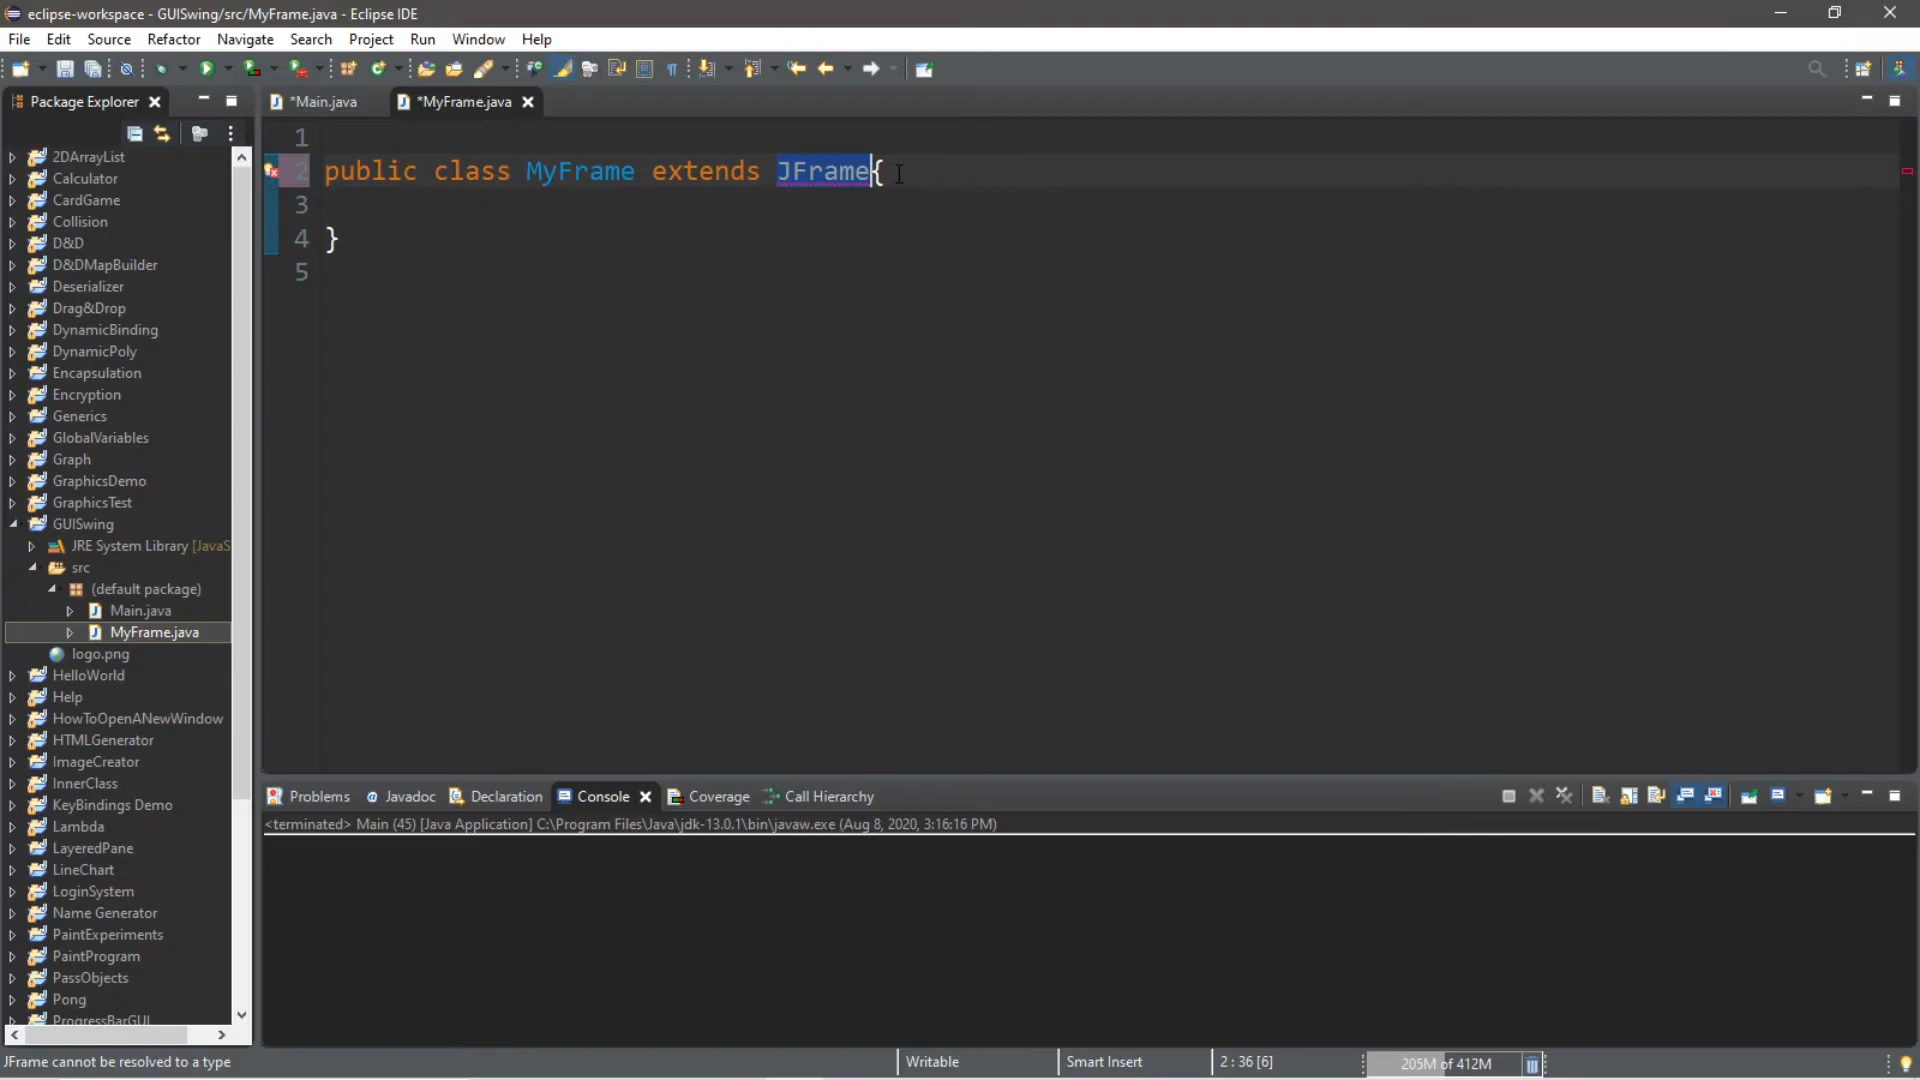 eclipse-workspace - GUISwing/src/MyFrame.java - Eclipse IDE
File Edit Source Refactor Navigate Search Project Run Window Help
Package Explorer
*Main.java
*MyFrame.java
2DArrayList
Calculator
CardGame
Collision
D&D
D&DMapBuilder
Deserializer
Drag&Drop
DynamicBinding
DynamicPoly
Encapsulation
Encryption
Generics
GlobalVariables
Graph
GraphicsDemo
GraphicsTest
GUISwing
JRE System Library [JavaS
src
(default package)
Main.java
MyFrame.java
logo.png
HelloWorld
Help
HowToOpenANewWindow
HTMLGenerator
ImageCreator
InnerClass
KeyBindings Demo
Lambda
LayeredPane
LineChart
LoginSystem
Name Generator
PaintExperiments
PaintProgram
PassObjects
Pong
ProgressBarGUI
1
2 public class MyFrame extends JFrame{
3
4 }
5
Problems Javadoc Declaration Console Coverage Call Hierarchy
<terminated> Main (45) [Java Application] C:\Program Files\Java\jdk-13.0.1\bin\javaw.exe (Aug 8, 2020, 3:16:16 PM)
JFrame cannot be resolved to a type
Writable
Smart Insert
2 : 36 [6]
205M of 412M